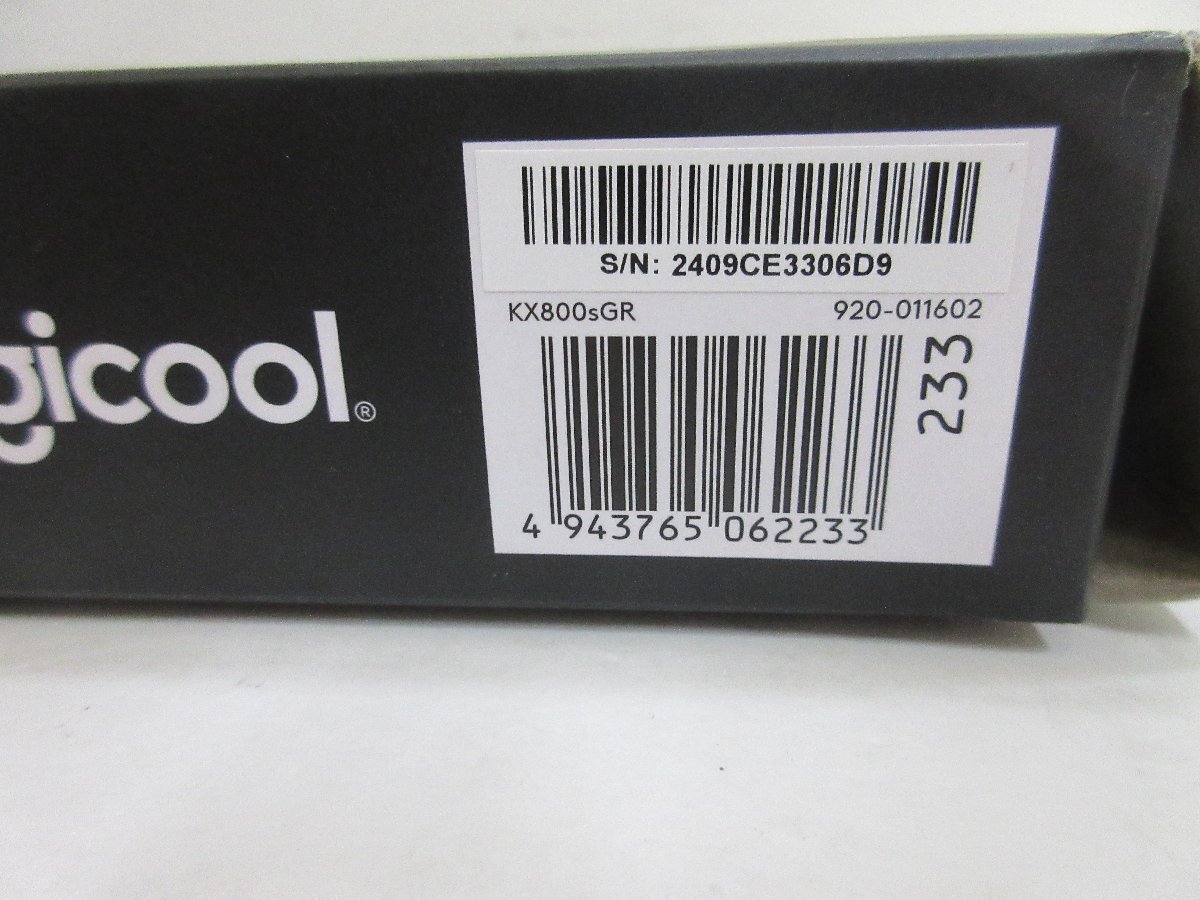 gicool®
S/N: 2409CE3306D9
KX800sGR 920-011602
233
4 943765 062233